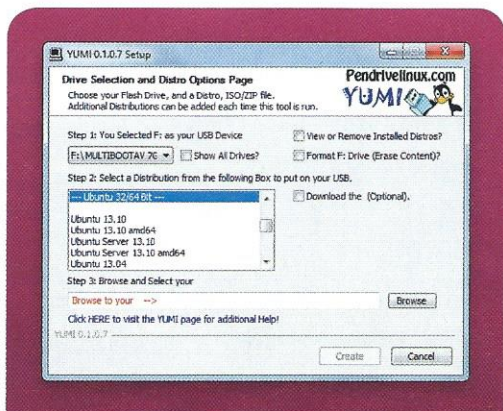 YUMI 0.1.0.7 Setup
Drive Selection and Distro Options Page
Choose your Flash Drive, and a Distro, ISO/ZIP file.
Additional Distributions can be added each time this tool is run.
Pendrivelinux.com
YUMI
Step 1: You Selected F: as your USB Device
View or Remove Installed Distros?
F:\MULTIBOOTAV 7G
Show All Drives?
Format F: Drive (Erase Content)?
Step 2: Select a Distribution from the following Box to put on your USB.
--- Ubuntu 32/64 Bit ---
Download the (Optional).
Ubuntu 13.10
Ubuntu 13.10 amd64
Ubuntu Server 13.10
Ubuntu Server 13.10 amd64
Ubuntu 13.04
Step 3: Browse and Select your
Browse to your -->
Browse
Click HERE to visit the YUMI page for additional Help!
YUMI 0.1.0.7
Create
Cancel